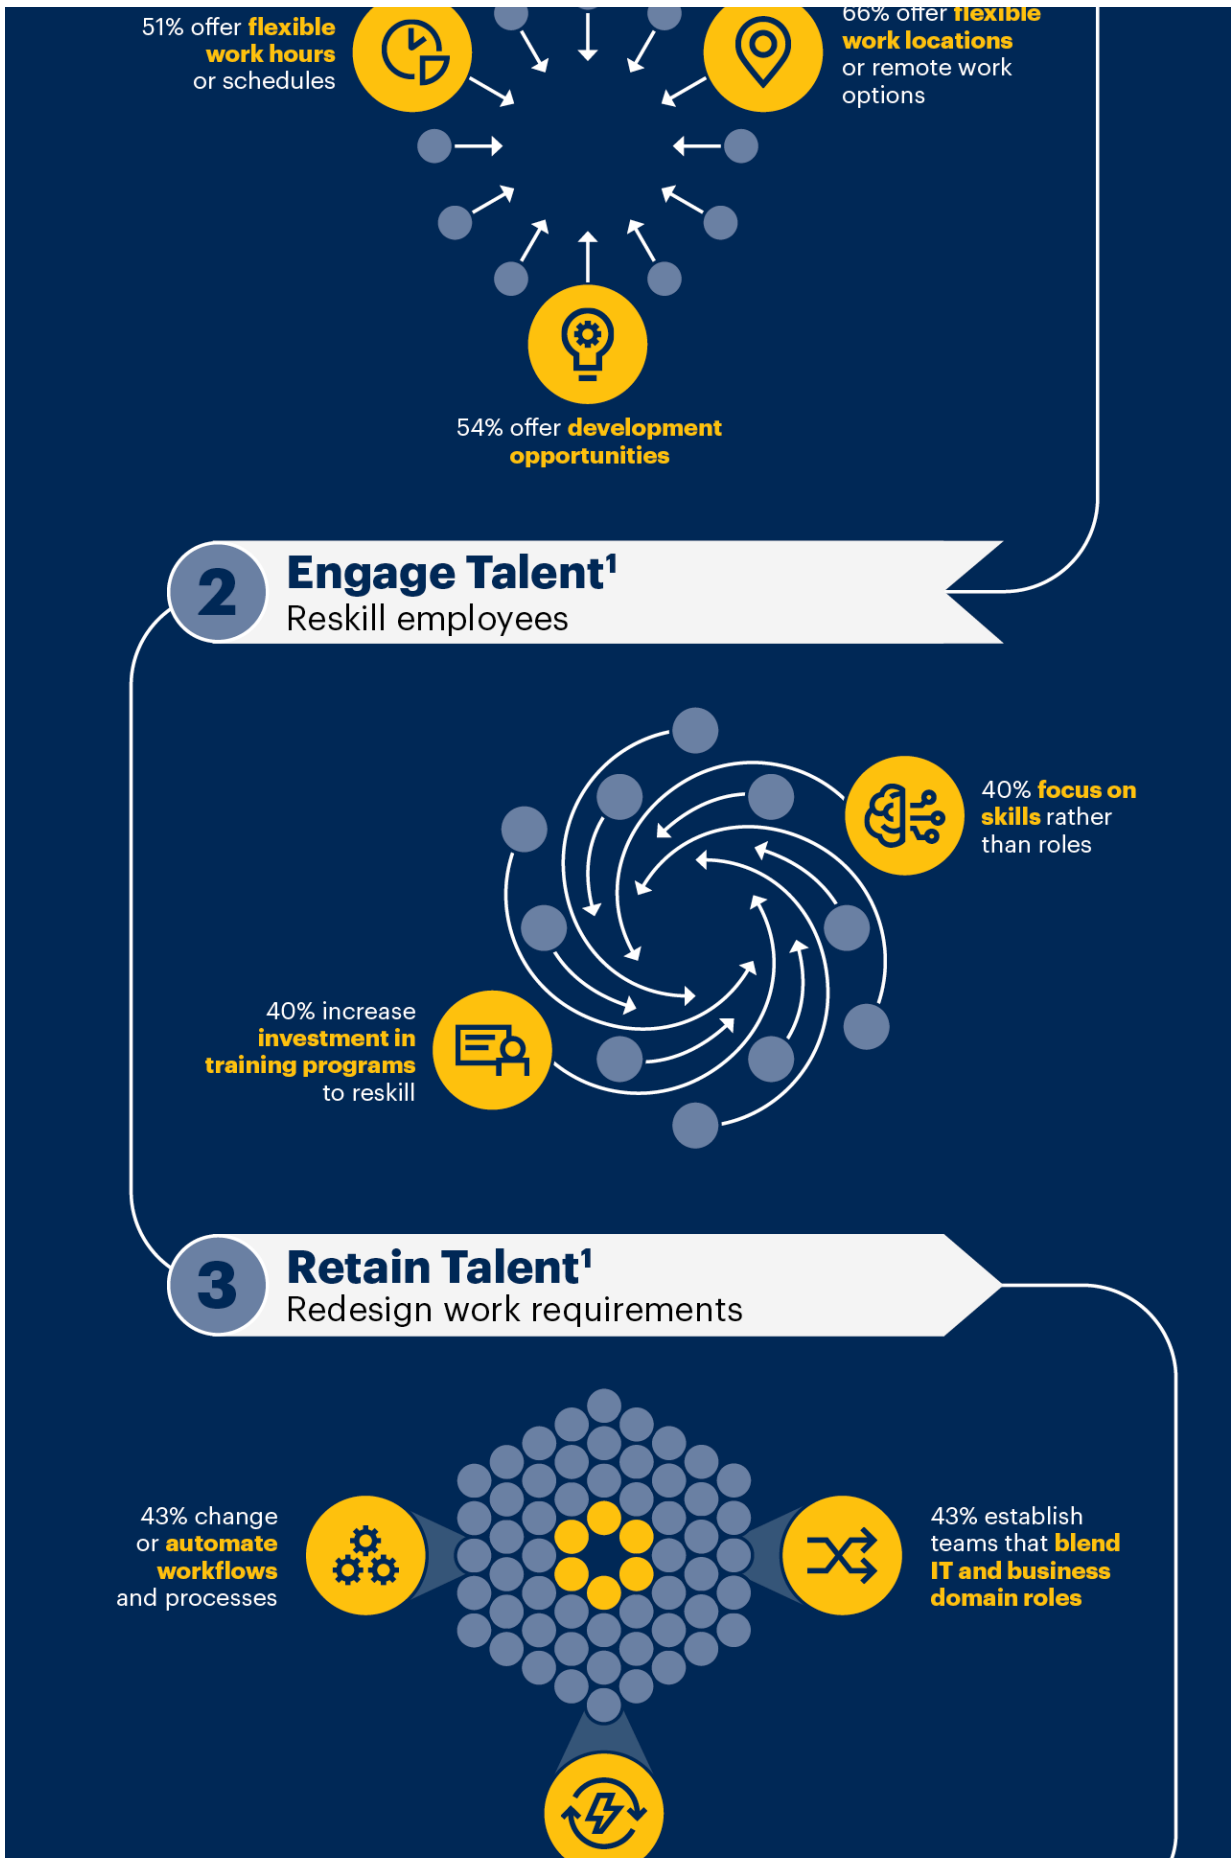 51% offer flexible
work hours
or schedules
66% offer flexible
work locations
or remote work
options
54% offer development
opportunities
2
Engage Talent¹
Reskill employees
40% focus on
skills rather
than roles
40% increase
investment in
training programs
to reskill
3
Retain Talent¹
Redesign work requirements
43% change
or automate
workflows
and processes
43% establish
teams that blend
IT and business
domain roles